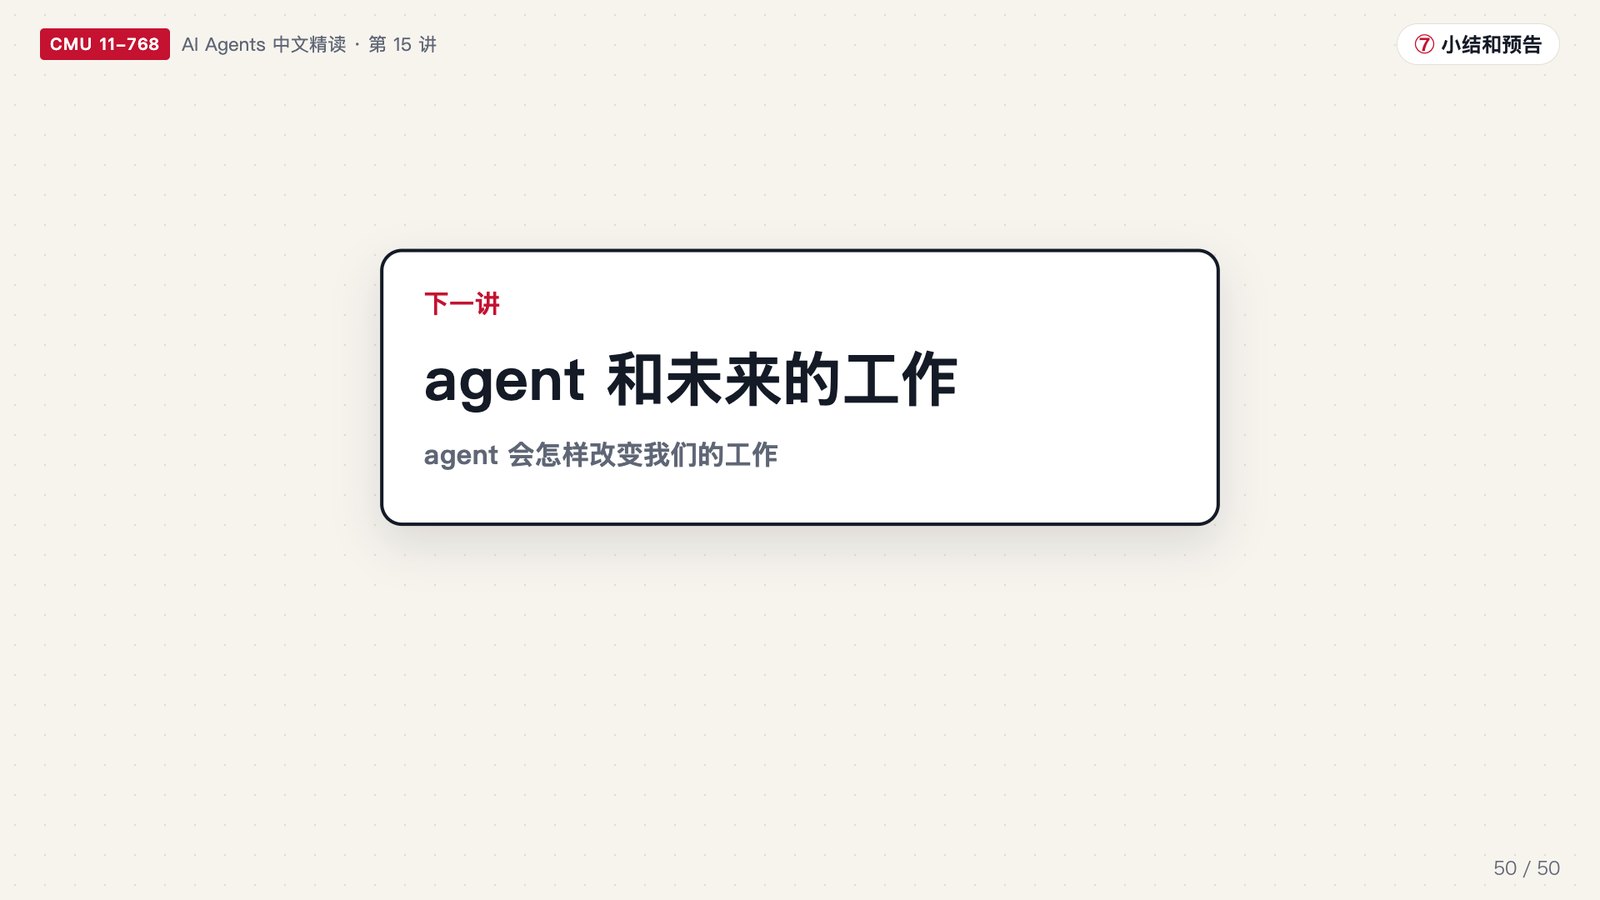 CMU 11-768 AI Agents 中文精读 · 第 15 讲
⑦ 小结和预告
下一讲
agent 和未来的工作
agent 会怎样改变我们的工作
50 / 50